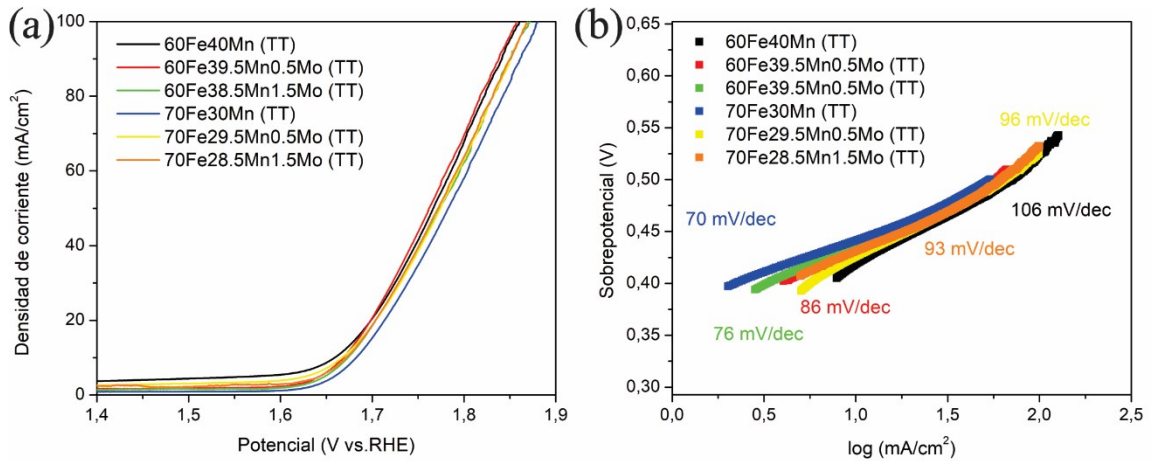 (a)
60Fe40Mn (TT)
60Fe39.5Mn0.5Mo (TT)
60Fe38.5Mn1.5Mo (TT)
70Fe30Mn (TT)
70Fe29.5Mn0.5Mo (TT)
70Fe28.5Mn1.5Mo (TT)
Densidad de corriente (mA/cm²)
100
80
60
40
20
0
1,4
1,5
1,6
1,7
1,8
1,9
Potencial (V vs.RHE)
(b)
60Fe40Mn (TT)
60Fe39.5Mn0.5Mo (TT)
60Fe39.5Mn0.5Mo (TT)
70Fe30Mn (TT)
70Fe29.5Mn0.5Mo (TT)
70Fe28.5Mn1.5Mo (TT)
96 mV/dec
70 mV/dec
106 mV/dec
93 mV/dec
86 mV/dec
76 mV/dec
Sobrepotencial (V)
0,65
0,60
0,55
0,50
0,45
0,40
0,35
0,30
0,0
0,5
1,0
1,5
2,0
2,5
log (mA/cm²)